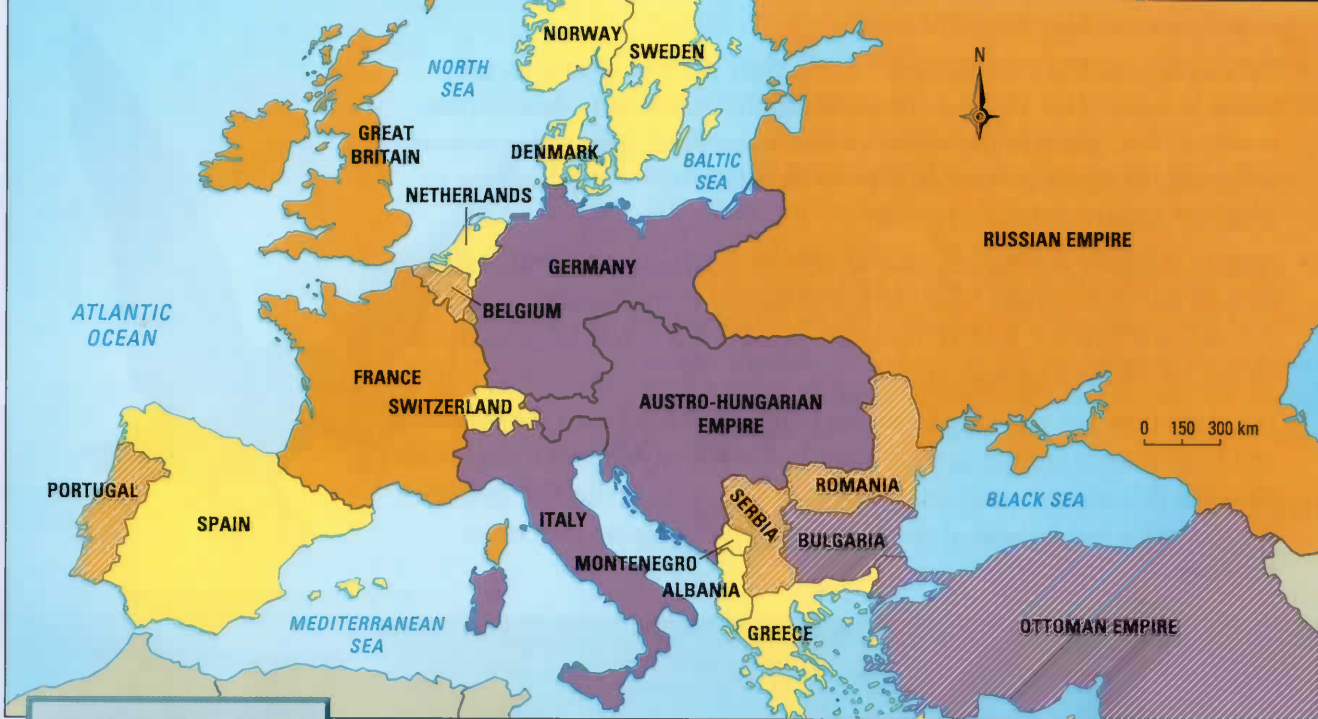 NORWAY
SWEDEN
NORTH
SEA
N
GREAT
BRITAIN
DENMARK
BALTIC
SEA
NETHERLANDS
RUSSIAN EMPIRE
GERMANY
ATLANTIC
OCEAN
BELGIUM
FRANCE
SWITZERLAND
AUSTRO-HUNGARIAN
EMPIRE
0 150 300 km
PORTUGAL
SPAIN
ITALY
SERBIA
ROMANIA
BLACK SEA
BULGARIA
MONTENEGRO
ALBANIA
MEDITERRANEAN
SEA
GREECE
OTTOMAN EMPIRE